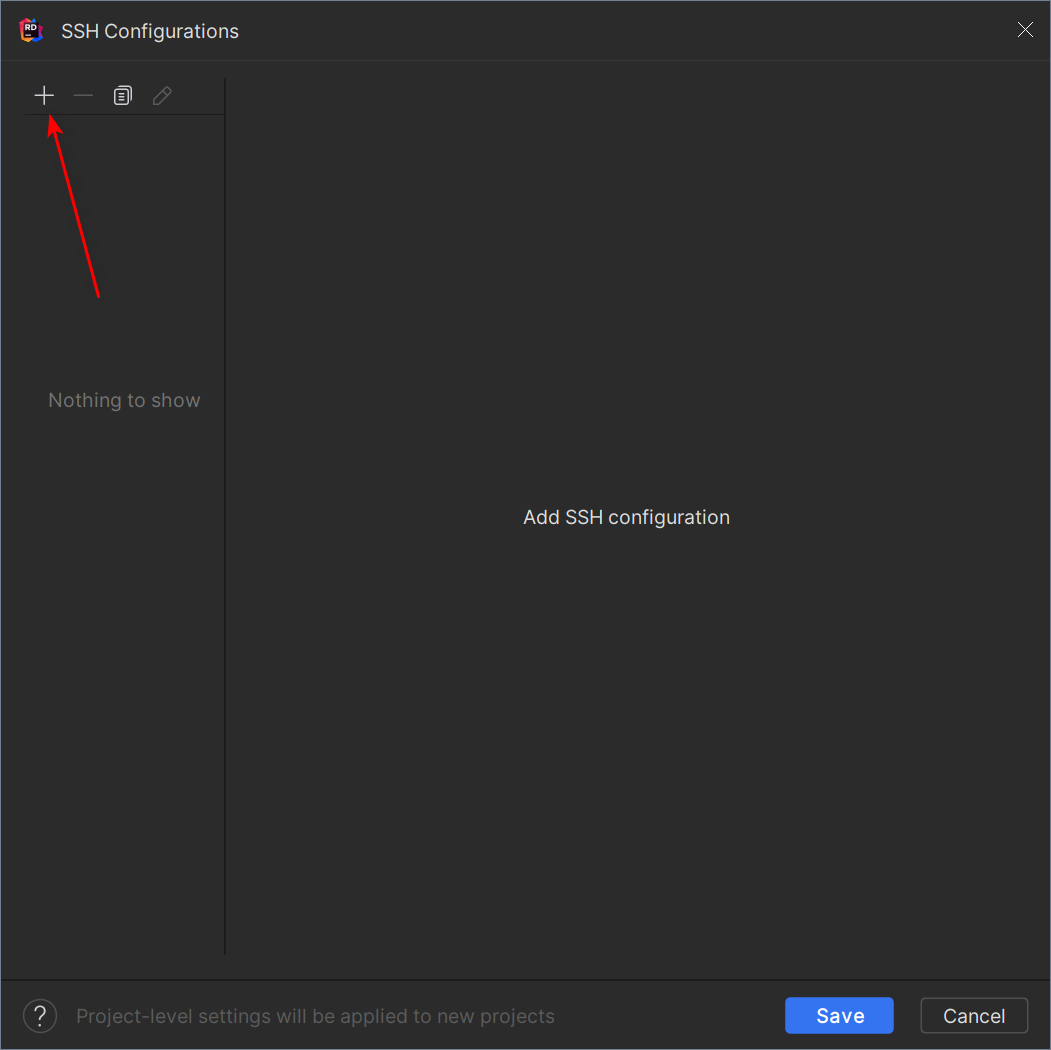 RD
SSH Configurations
Nothing to show
Add SSH configuration
? Project-level settings will be applied to new projects
Save
Cancel